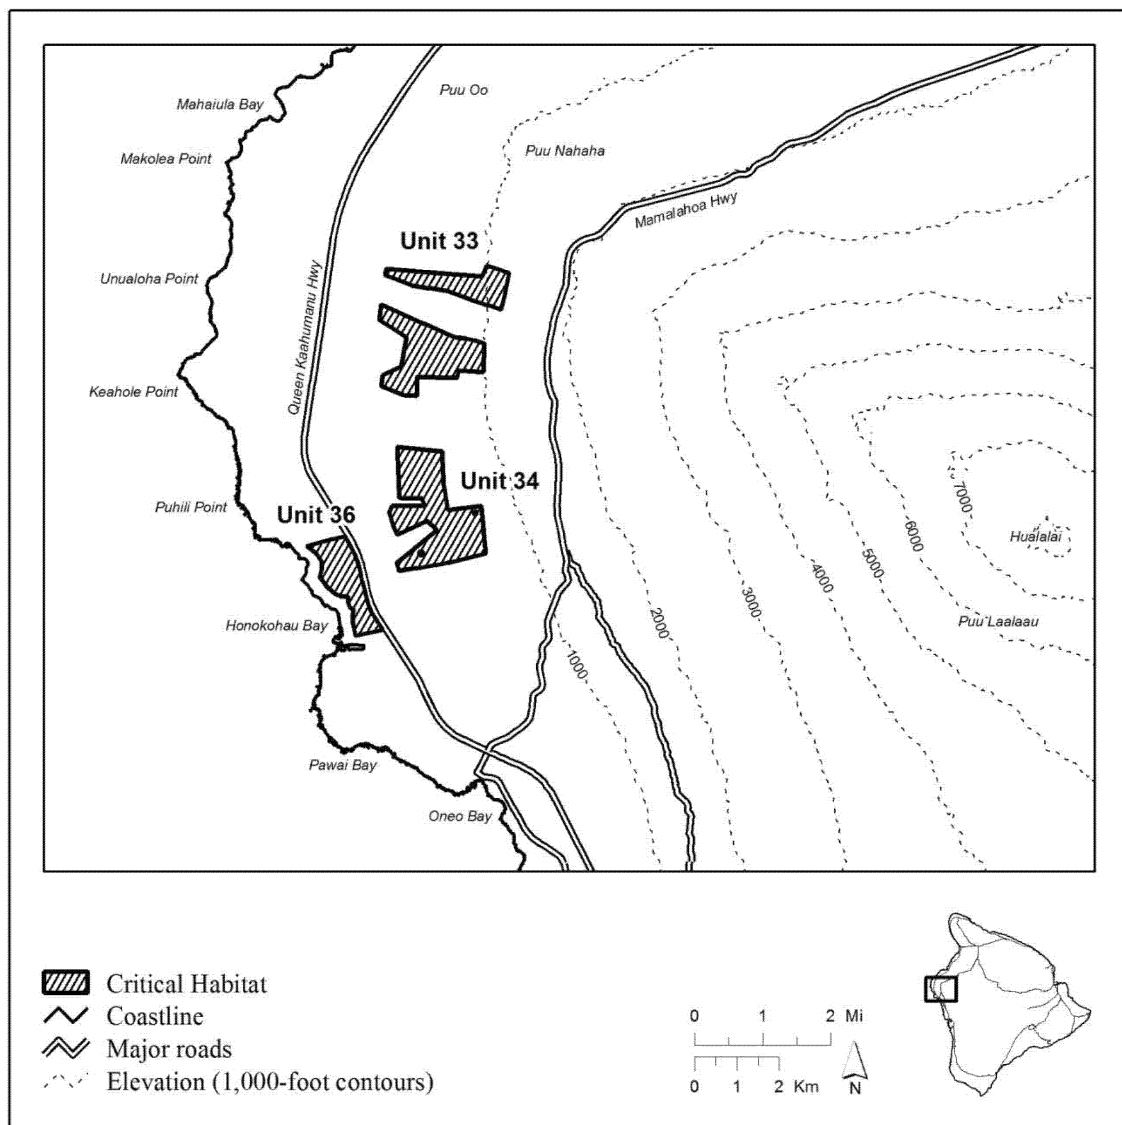 Puu Oo
Mahaiula Bay
Makolea Point
Puu Nahaha
Mamalahoa Hwy
Unit 33
Unualoha Point
Queen Kaahumanu Hwy
Keahole Point
Unit 34
Puhili Point
Unit 36
7000
6000
5000
4000
3000
2000
1000
Hualalai
Puu Laalaau
Honokohau Bay
Pawai Bay
Oneo Bay
Critical Habitat
Coastline
Major roads
Elevation (1,000-foot contours)
0 1 2 Mi
0 1 2 Km
N